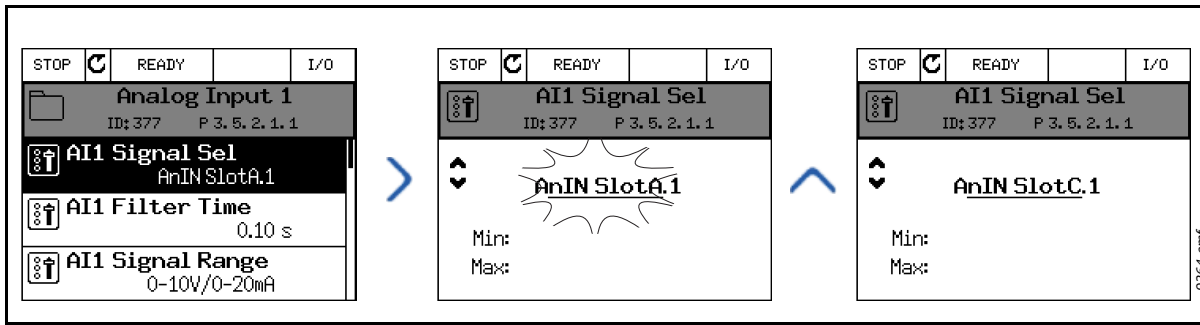 STOP READY I/O
Analog Input 1
ID:377 P3.5.2.1.1
AI1 Signal Sel
AnIN SlotA.1
AI1 Filter Time
0.10 s
AI1 Signal Range
0-10V/0-20mA
STOP READY I/O
AI1 Signal Sel
ID:377 P3.5.2.1.1
AnIN SlotA.1
Min:
Max:
STOP READY I/O
AI1 Signal Sel
ID:377 P3.5.2.1.1
AnIN SlotC.1
Min:
Max: